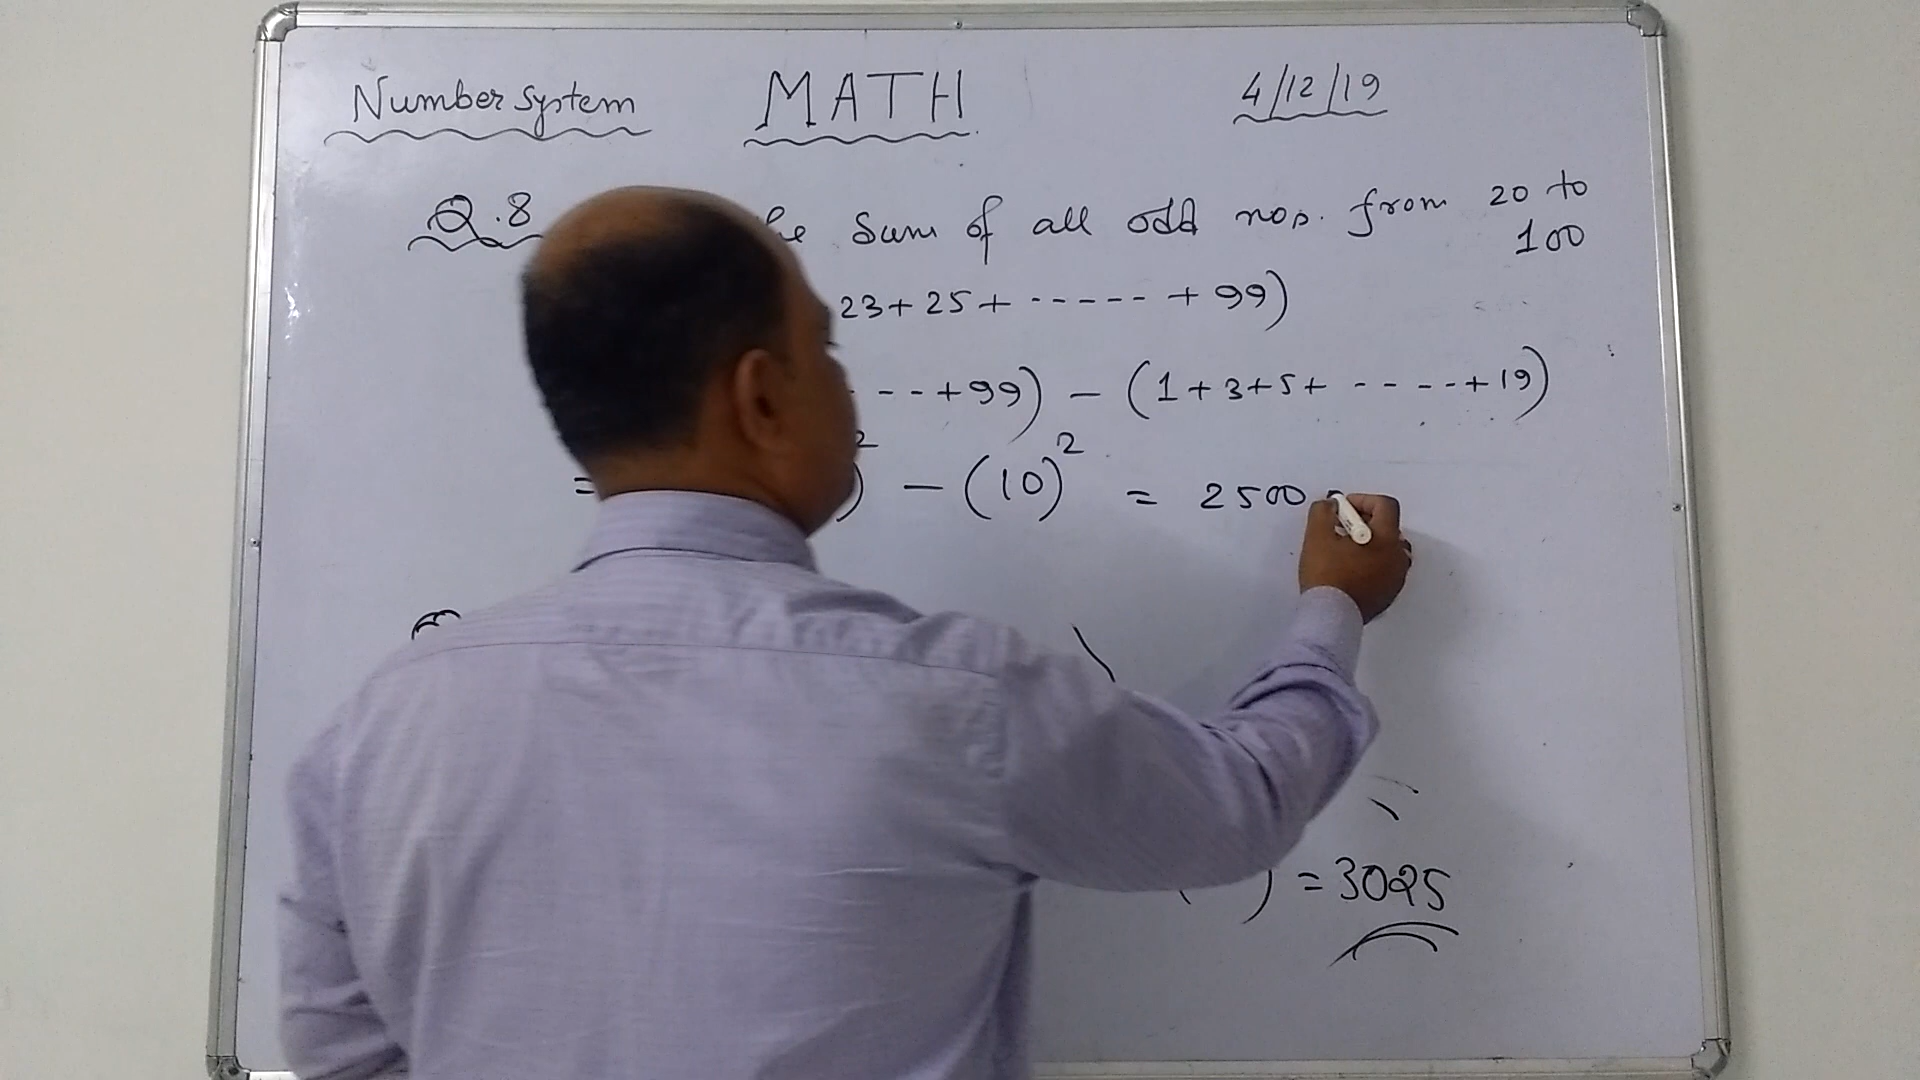 Number system MATH 4/12/19
Q.8 sum of all odd nos. from 20 to
100
23+25+-----+99)
---+99) - (1+3+5+-----+19)
= )² - (10)² = 2500
) = 3025